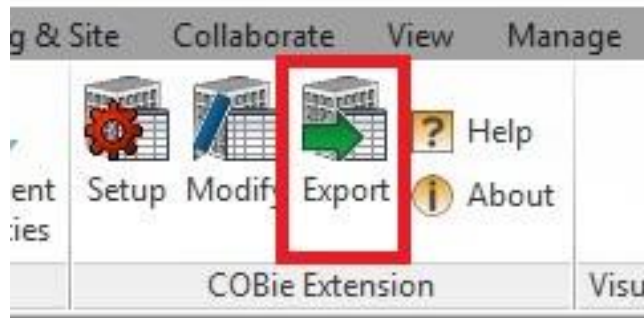 g & Site Collaborate View Manage
ent Setup Modify Export ? Help
ies i About
COBie Extension Visu